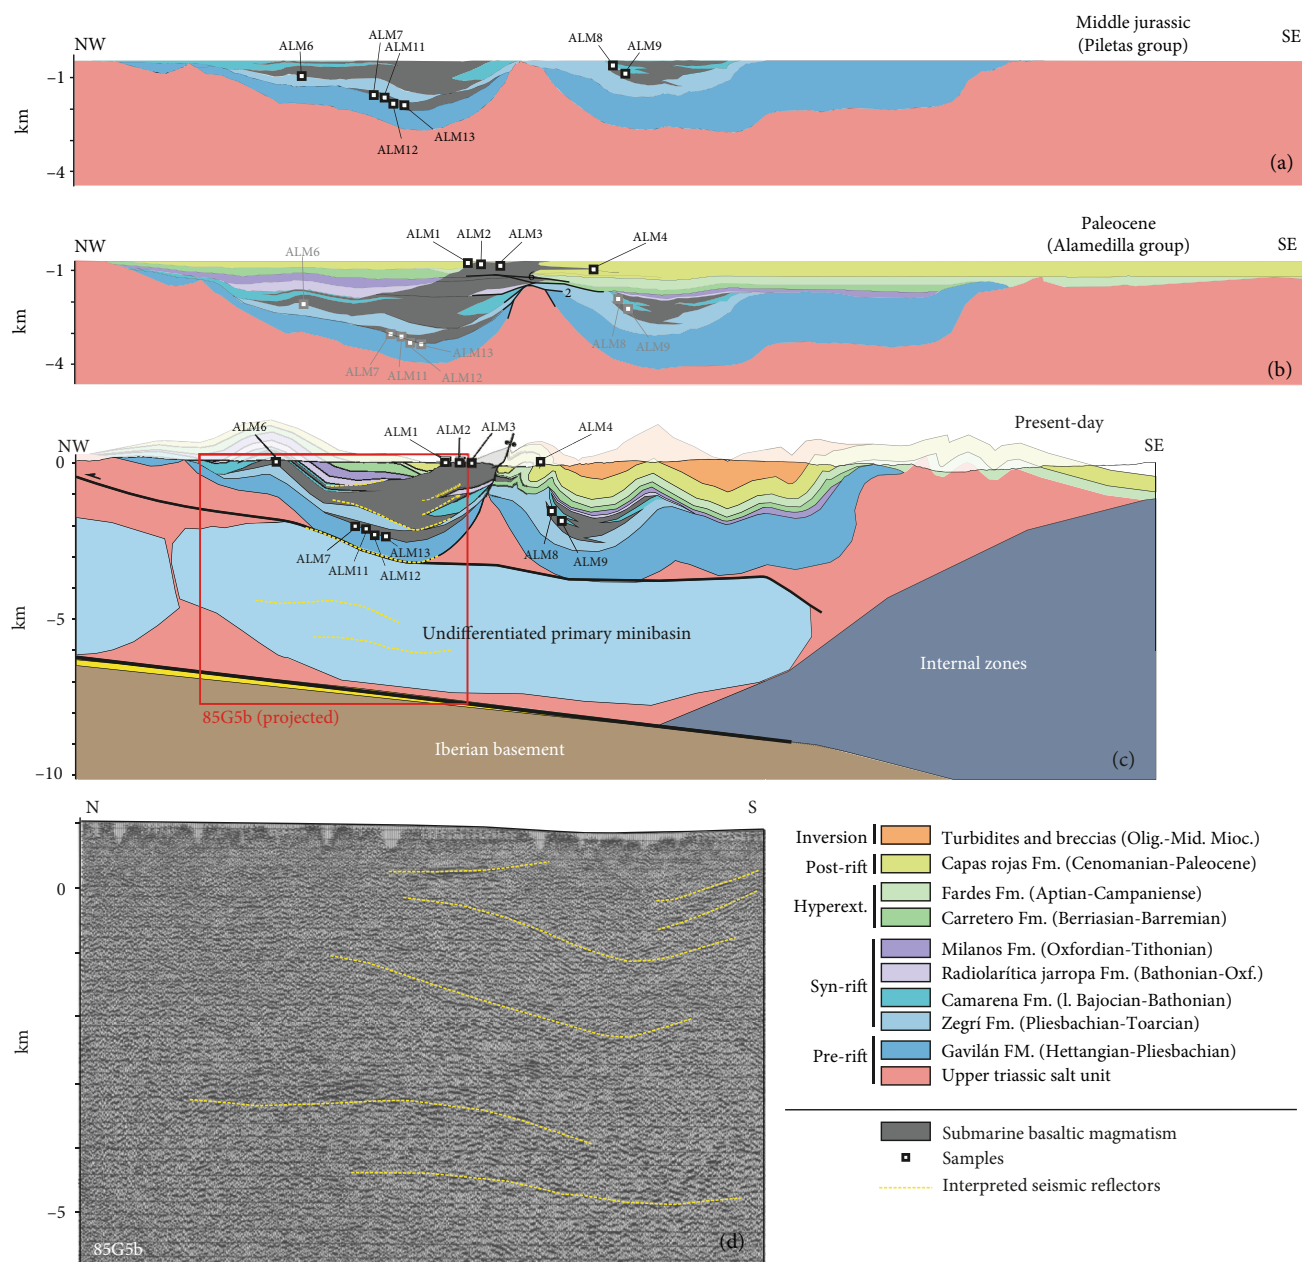 Middle jurassic
(Piletas group)
NW
SE
ALM6
ALM7
ALM11
ALM8
ALM9
ALM13
ALM12
−1
−4
km
(a)
Paleocene
(Alamedilla group)
NW
SE
ALM1
ALM2
ALM3
ALM4
ALM6
6
2
ALM8
ALM9
ALM13
ALM7
ALM11
ALM12
−1
−4
km
(b)
Present-day
NW
SE
ALM6
ALM1
ALM2
ALM3
ALM4
ALM7
ALM11
ALM12
ALM13
ALM8
ALM9
0
−5
−10
km
Undifferentiated primary minibasin
Internal zones
85G5b (projected)
Iberian basement
(c)
N
S
0
−5
km
85G5b
(d)
Inversion
Turbidites and breccias (Olig.-Mid. Mioc.)
Post-rift
Capas rojas Fm. (Cenomanian-Paleocene)
Hyperext.
Fardes Fm. (Aptian-Campaniense)
Carretero Fm. (Berriasian-Barremian)
Syn-rift
Milanos Fm. (Oxfordian-Tithonian)
Radiolarítica jarropa Fm. (Bathonian-Oxf.)
Camarena Fm. (l. Bajocian-Bathonian)
Zegrí Fm. (Pliesbachian-Toarcian)
Pre-rift
Gavilán FM. (Hettangian-Pliesbachian)
Upper triassic salt unit
Submarine basaltic magmatism
Samples
Interpreted seismic reflectors